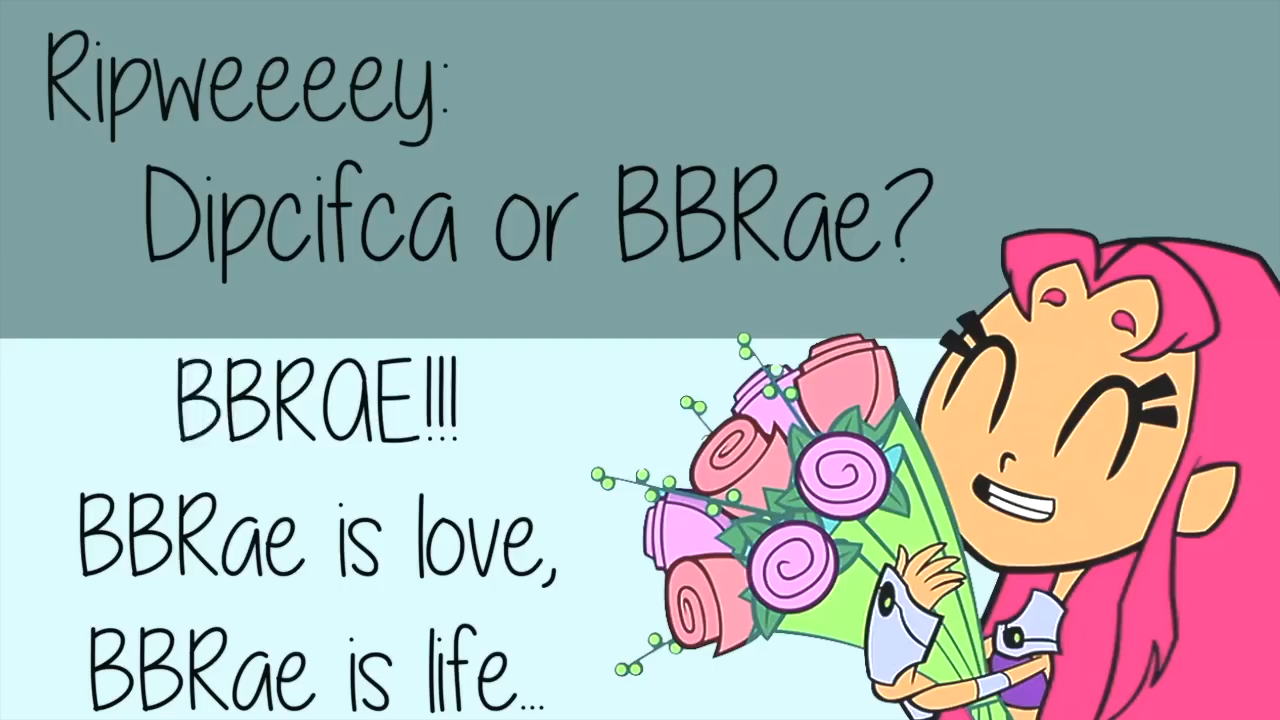 Ripweeeey:
Dipcifca or BBRae?
BBRAE!!!
BBRae is love,
BBRae is life...